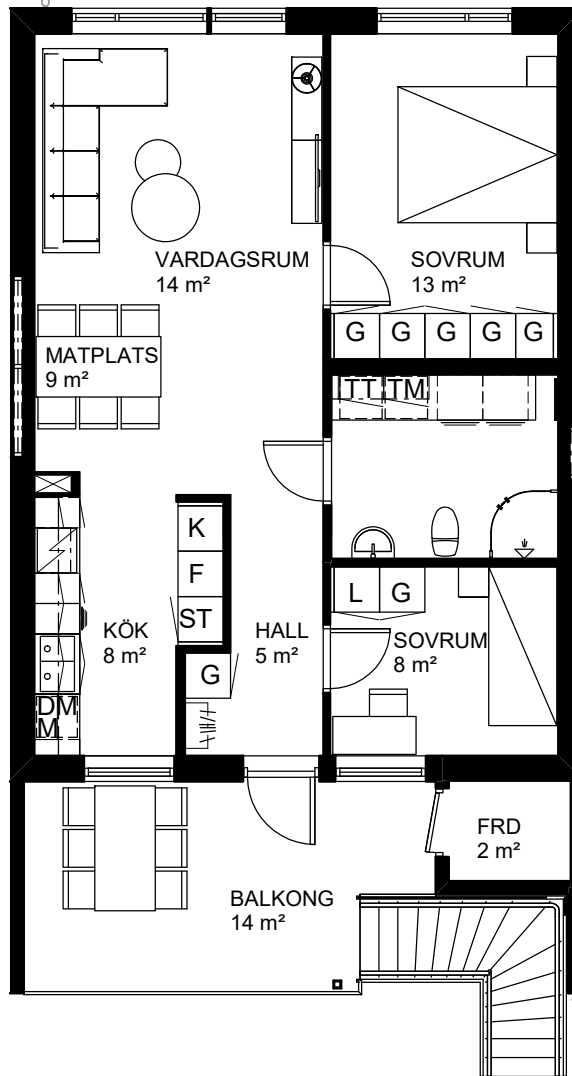 VARDAGSRUM
14 m²
SOVRUM
13 m²
G G G G G
MATPLATS
9 m²
TT TM
K
F
ST
KÖK
8 m²
HALL
5 m²
L G
SOVRUM
8 m²
G
DM
M
FRD
2 m²
BALKONG
14 m²